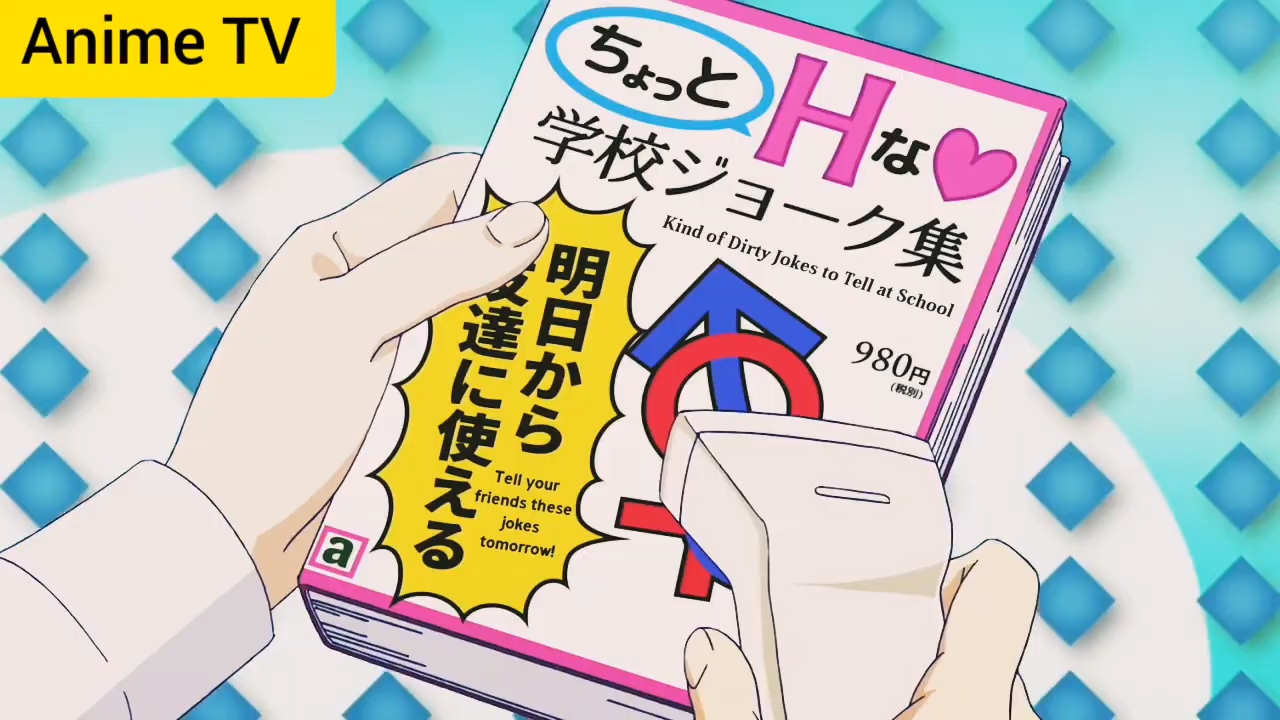 Anime TV
ちょっと
Hな♥
学校ジョーク集
Kind of Dirty Jokes to Tell at School
980円
(税別)
明日から
友達に使える
Tell your
friends these
jokes
tomorrow!
a